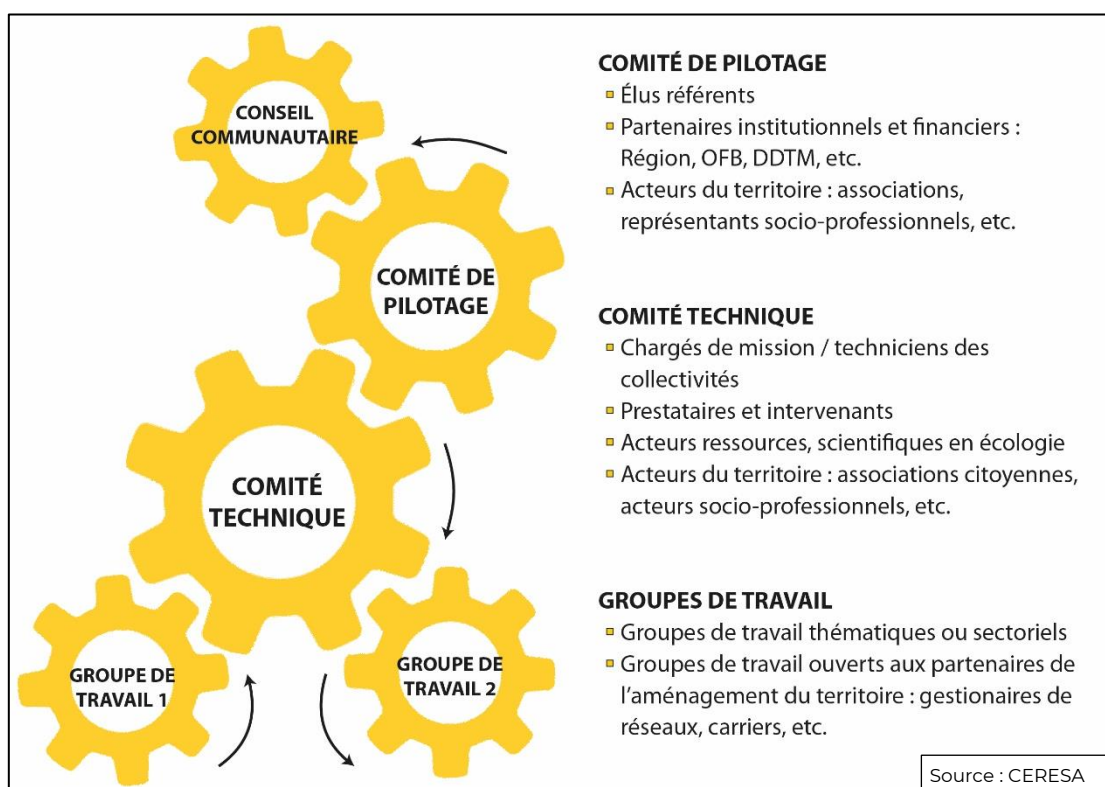 CONSEIL
COMMUNAUTAIRE
COMITÉ DE
PILOTAGE
COMITÉ
TECHNIQUE
GROUPE DE
TRAVAIL 1
GROUPE DE
TRAVAIL 2
COMITÉ DE PILOTAGE
Élus référents
Partenaires institutionnels et financiers :
Région, OFB, DDTM, etc.
Acteurs du territoire : associations,
représentants socio-professionnels, etc.
COMITÉ TECHNIQUE
Chargés de mission / techniciens des
collectivités
Prestataires et intervenants
Acteurs ressources, scientifiques en écologie
Acteurs du territoire : associations citoyennes,
acteurs socio-professionnels, etc.
GROUPES DE TRAVAIL
Groupes de travail thématiques ou sectoriels
Groupes de travail ouverts aux partenaires de
l'aménagement du territoire : gestionaires de
réseaux, carriers, etc.
Source : CERESA